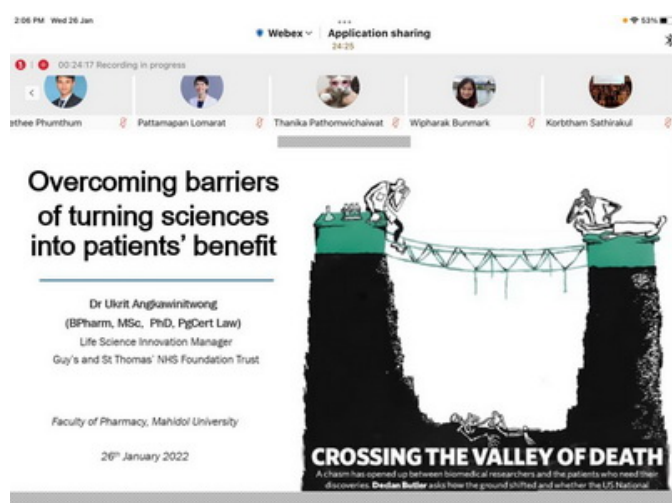 2:06 PM Wed 26 Jan
53%
Webex Application sharing
24:25
1 00:24:17 Recording in progress
ethee Phumthum Pattamapan Lomarat Thanika Pathomwichaiwat Wipharak Bunmark Korbtham Sathirakul
Overcoming barriers
of turning sciences
into patients' benefit
Dr Ukrit Angkawinitwong
(BPharm, MSc, PhD, PgCert Law)
Life Science Innovation Manager
Guy's and St Thomas' NHS Foundation Trust
Faculty of Pharmacy, Mahidol University
26th January 2022
CROSSING THE VALLEY OF DEATH
A chasm has opened up between biomedical researchers and the patients who need their
discoveries. Declan Butler asks how the ground shifted and whether the US National